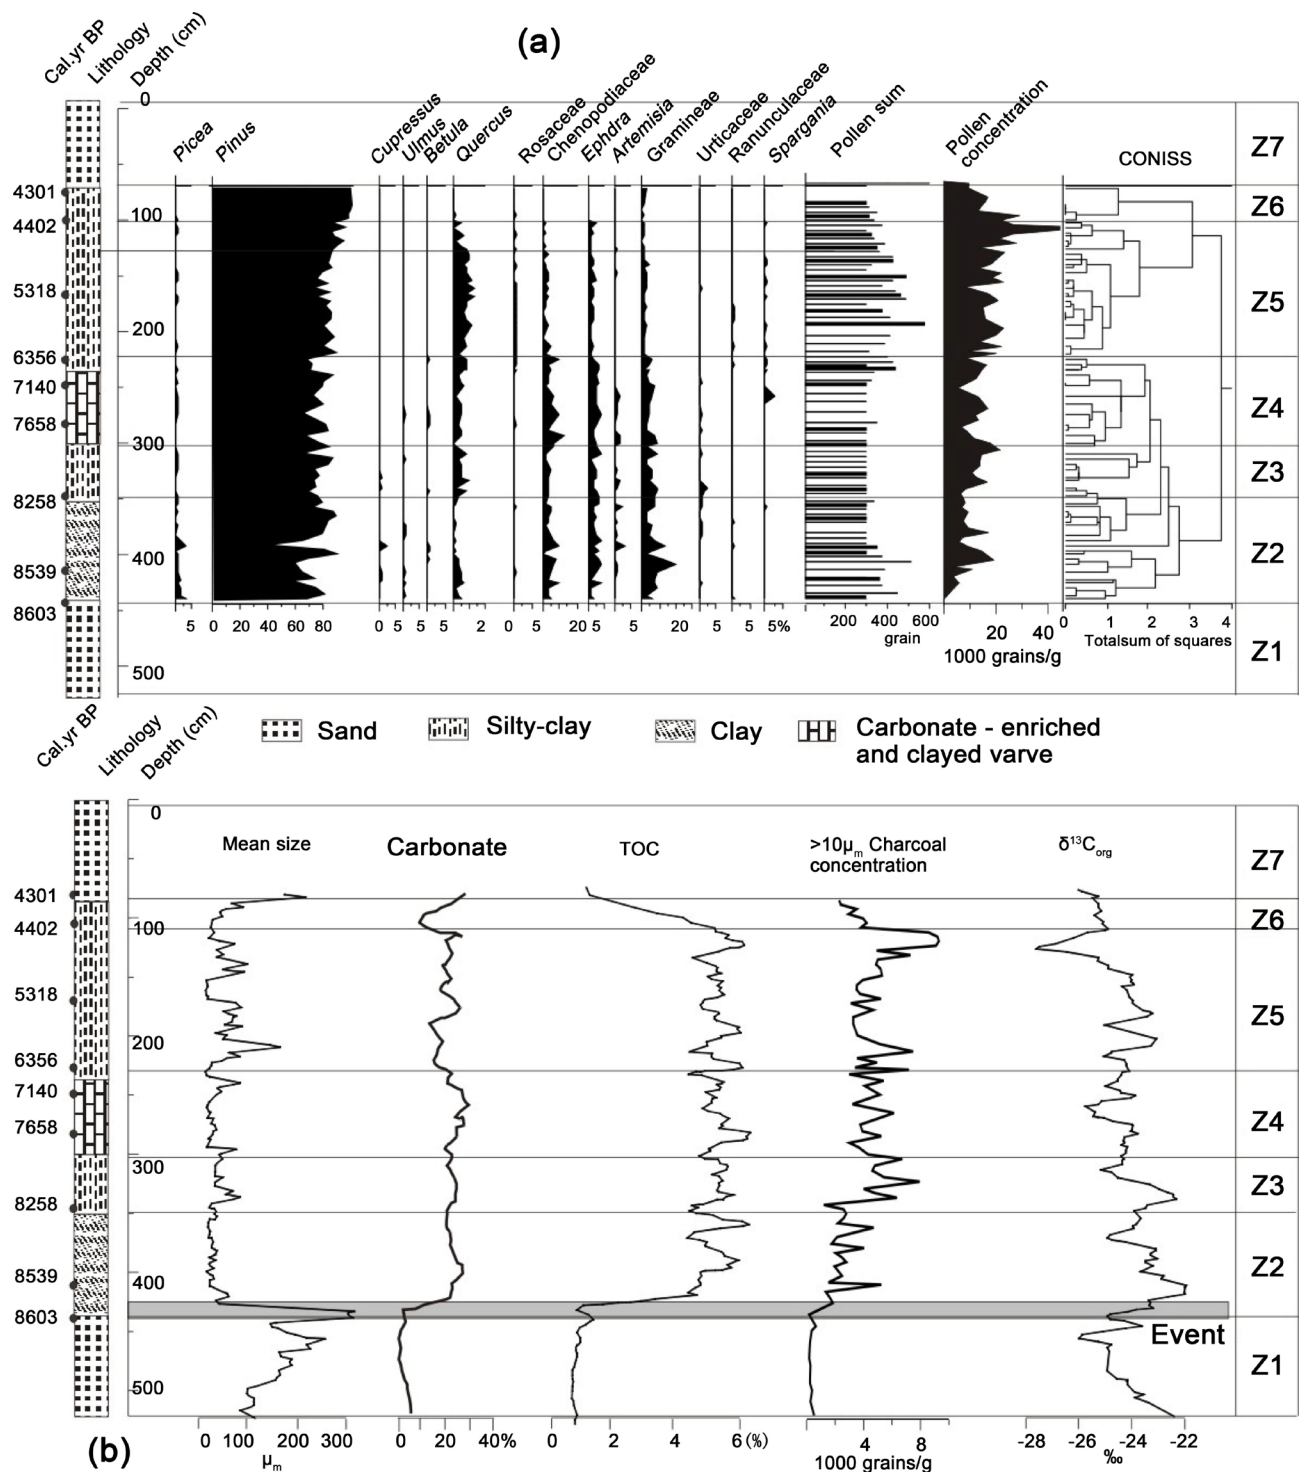 (a)
Cal.yr BP
Lithology
Depth (cm)
Picea
Pinus
Cupressus
Ulmus
Betula
Quercus
Rosaceae
Chenopodiaceae
Ephdra
Artemisia
Gramineae
Urticaceae
Ranunculaceae
Spargania
Pollen sum
Pollen
concentration
CONISS
0
100
200
300
400
500
4301
4402
5318
6356
7140
7658
8258
8539
8603
Z7
Z6
Z5
Z4
Z3
Z2
Z1
5 0 20 40 60 80 0 5 5 5 2 0 5 20 5 5 20 5 5 5% 200 400 600 20 40 0 1 2 3 4
grain
1000 grains/g
Totalsum of squares
Sand
Silty-clay
Clay
Carbonate - enriched
and clayed varve
Cal.yr BP
Lithology
Depth (cm)
Mean size
Carbonate
TOC
>10μm Charcoal
concentration
δ13Corg
0
100
200
300
400
500
4301
4402
5318
6356
7140
7658
8258
8539
8603
Z7
Z6
Z5
Z4
Z3
Z2
Z1
Event
0 100 200 300 0 20 40% 0 2 4 6 (%) 4 8 -28 -26 -24 -22
μm
1000 grains/g
‰
(b)